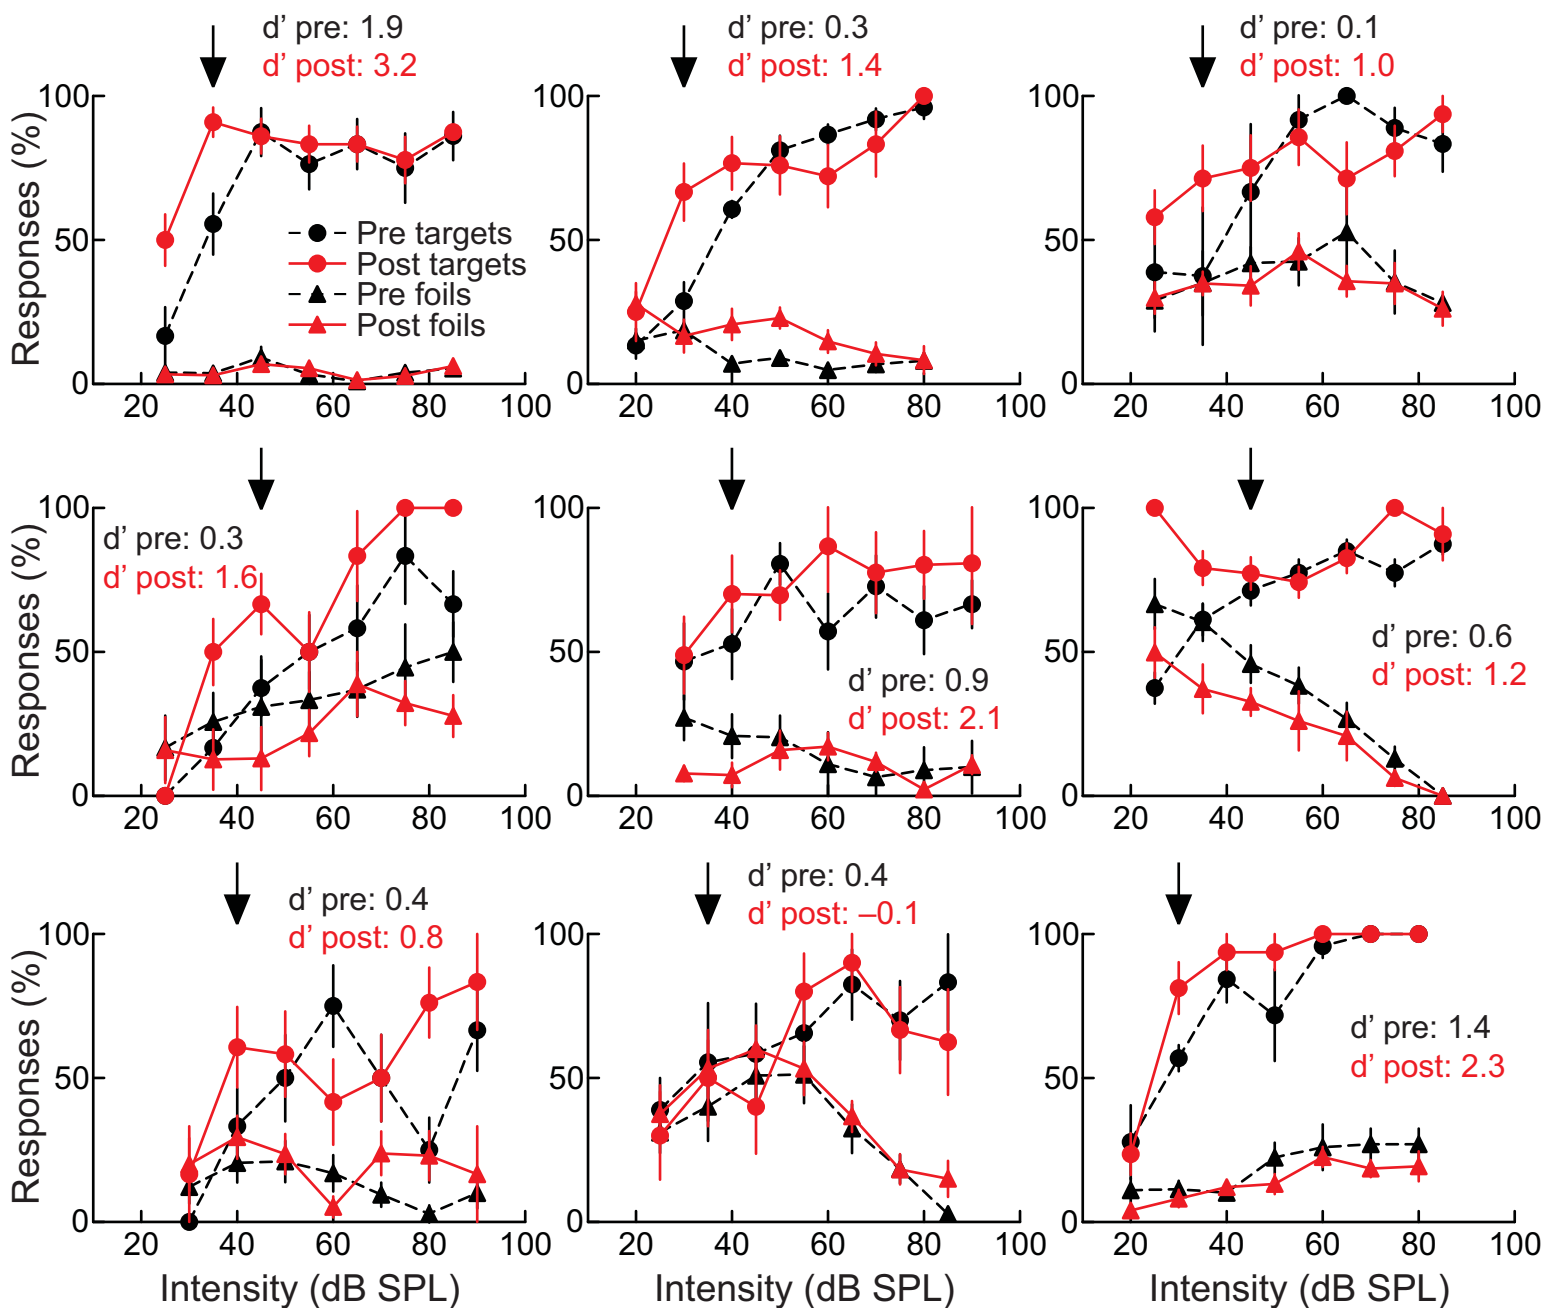 d’ pre: 1.9
d’ post: 3.2
d’ pre: 0.3
d’ post: 1.4
d’ pre: 0.1
d’ post: 1.0
Responses (%)
100
50
0
20 40 60 80 100
Pre targets
Post targets
Pre foils
Post foils
100
50
0
20 40 60 80 100
100
50
0
20 40 60 80 100
Responses (%)
d’ pre: 0.3
d’ post: 1.6
100
50
0
20 40 60 80 100
d’ pre: 0.9
d’ post: 2.1
100
50
0
20 40 60 80 100
d’ pre: 0.6
d’ post: 1.2
100
50
0
20 40 60 80 100
Responses (%)
d’ pre: 0.4
d’ post: 0.8
100
50
0
20 40 60 80 100
Intensity (dB SPL)
d’ pre: 0.4
d’ post: –0.1
100
50
0
20 40 60 80 100
Intensity (dB SPL)
d’ pre: 1.4
d’ post: 2.3
100
50
0
20 40 60 80 100
Intensity (dB SPL)